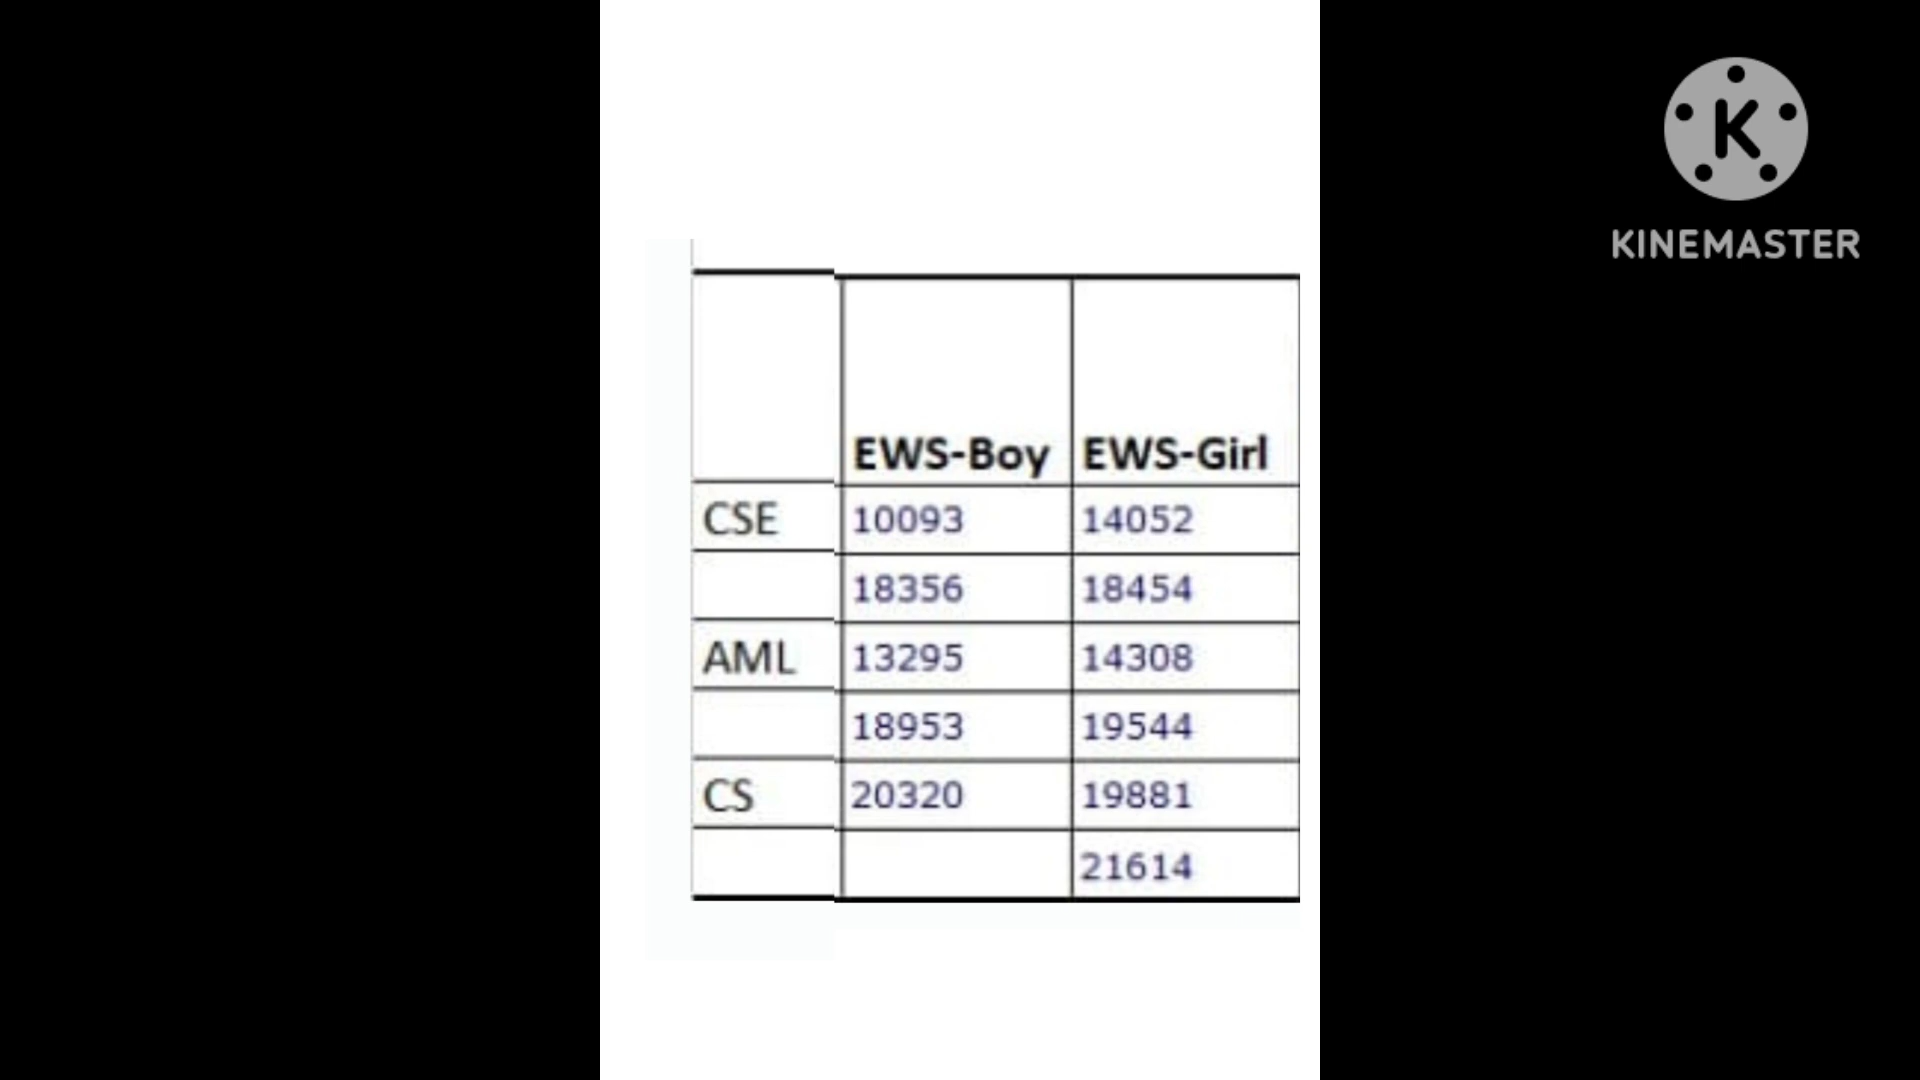 K
KINEMASTER
EWS-Boy EWS-Girl
CSE 10093 14052
18356 18454
AML 13295 14308
18953 19544
CS 20320 19881
21614